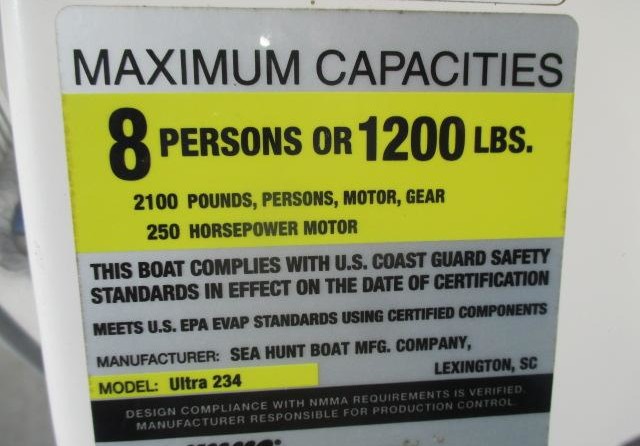 MAXIMUM CAPACITIES
8 PERSONS OR 1200 LBS.
2100 POUNDS, PERSONS, MOTOR, GEAR
250 HORSEPOWER MOTOR
THIS BOAT COMPLIES WITH U.S. COAST GUARD SAFETY
STANDARDS IN EFFECT ON THE DATE OF CERTIFICATION
MEETS U.S. EPA EVAP STANDARDS USING CERTIFIED COMPONENTS
MANUFACTURER: SEA HUNT BOAT MFG. COMPANY,
LEXINGTON, SC
MODEL: Ultra 234
DESIGN COMPLIANCE WITH NMMA REQUIREMENTS IS VERIFIED.
MANUFACTURER RESPONSIBLE FOR PRODUCTION CONTROL.